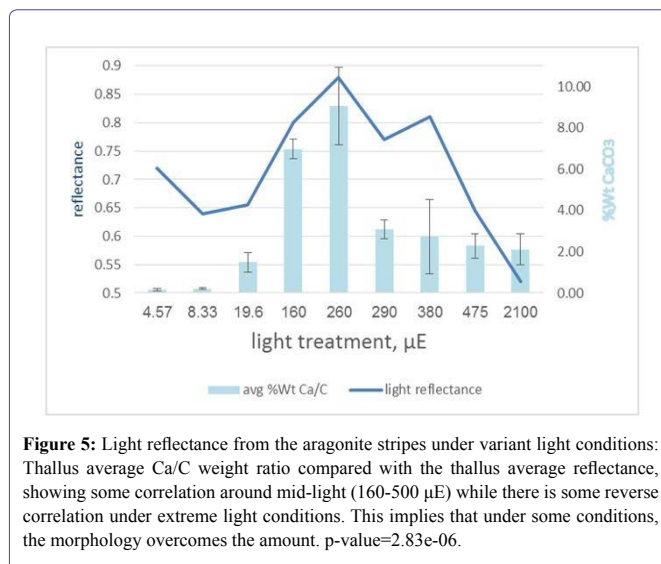 0.9
0.85
0.8
0.75
0.7
0.65
0.6
0.55
0.5
reflectance
10.00
8.00
6.00
4.00
2.00
0.00
%Wt CaCO3
4.57 8.33 19.6 160 260 290 380 475 2100
light treatment, µE
avg %Wt Ca/C light reflectance
Figure 5: Light reflectance from the aragonite stripes under variant light conditions:
Thallus average Ca/C weight ratio compared with the thallus average reflectance,
showing some correlation around mid-light (160-500 µE) while there is some reverse
correlation under extreme light conditions. This implies that under some conditions,
the morphology overcomes the amount. p-value=2.83e-06.